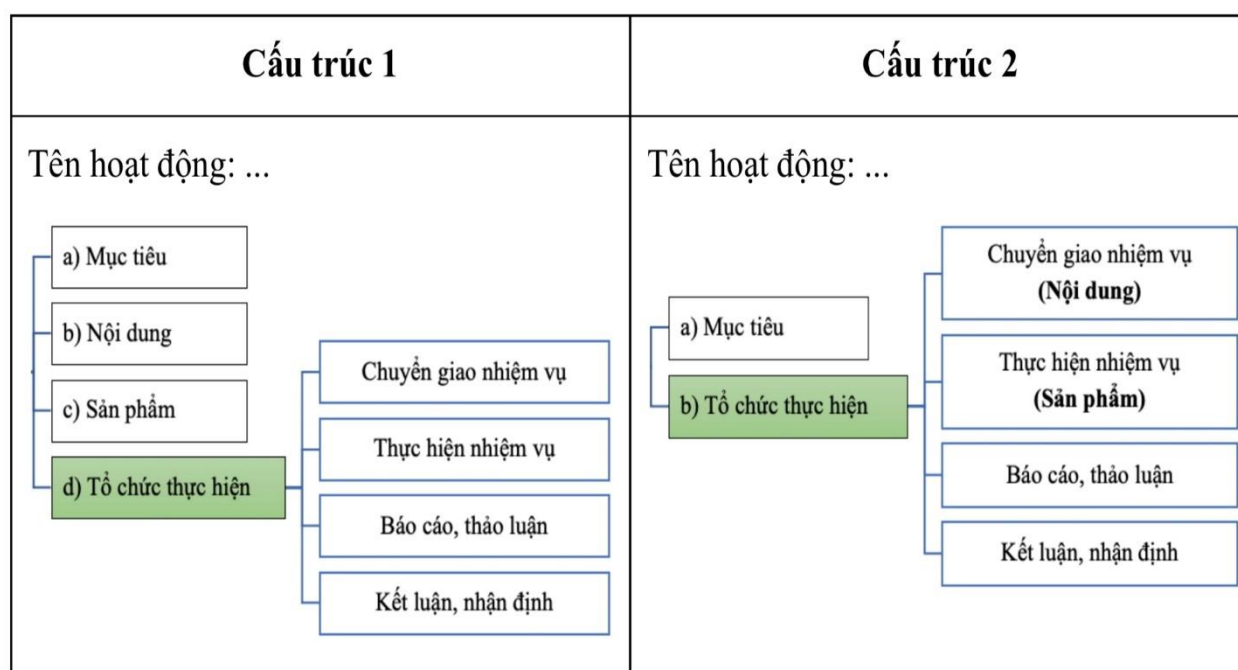 Cấu trúc 1
Tên hoạt động: ...
a) Mục tiêu
b) Nội dung
c) Sản phẩm
d) Tổ chức thực hiện
Chuyển giao nhiệm vụ
Thực hiện nhiệm vụ
Báo cáo, thảo luận
Kết luận, nhận định
Cấu trúc 2
Tên hoạt động: ...
a) Mục tiêu
b) Tổ chức thực hiện
Chuyển giao nhiệm vụ
(Nội dung)
Thực hiện nhiệm vụ
(Sản phẩm)
Báo cáo, thảo luận
Kết luận, nhận định